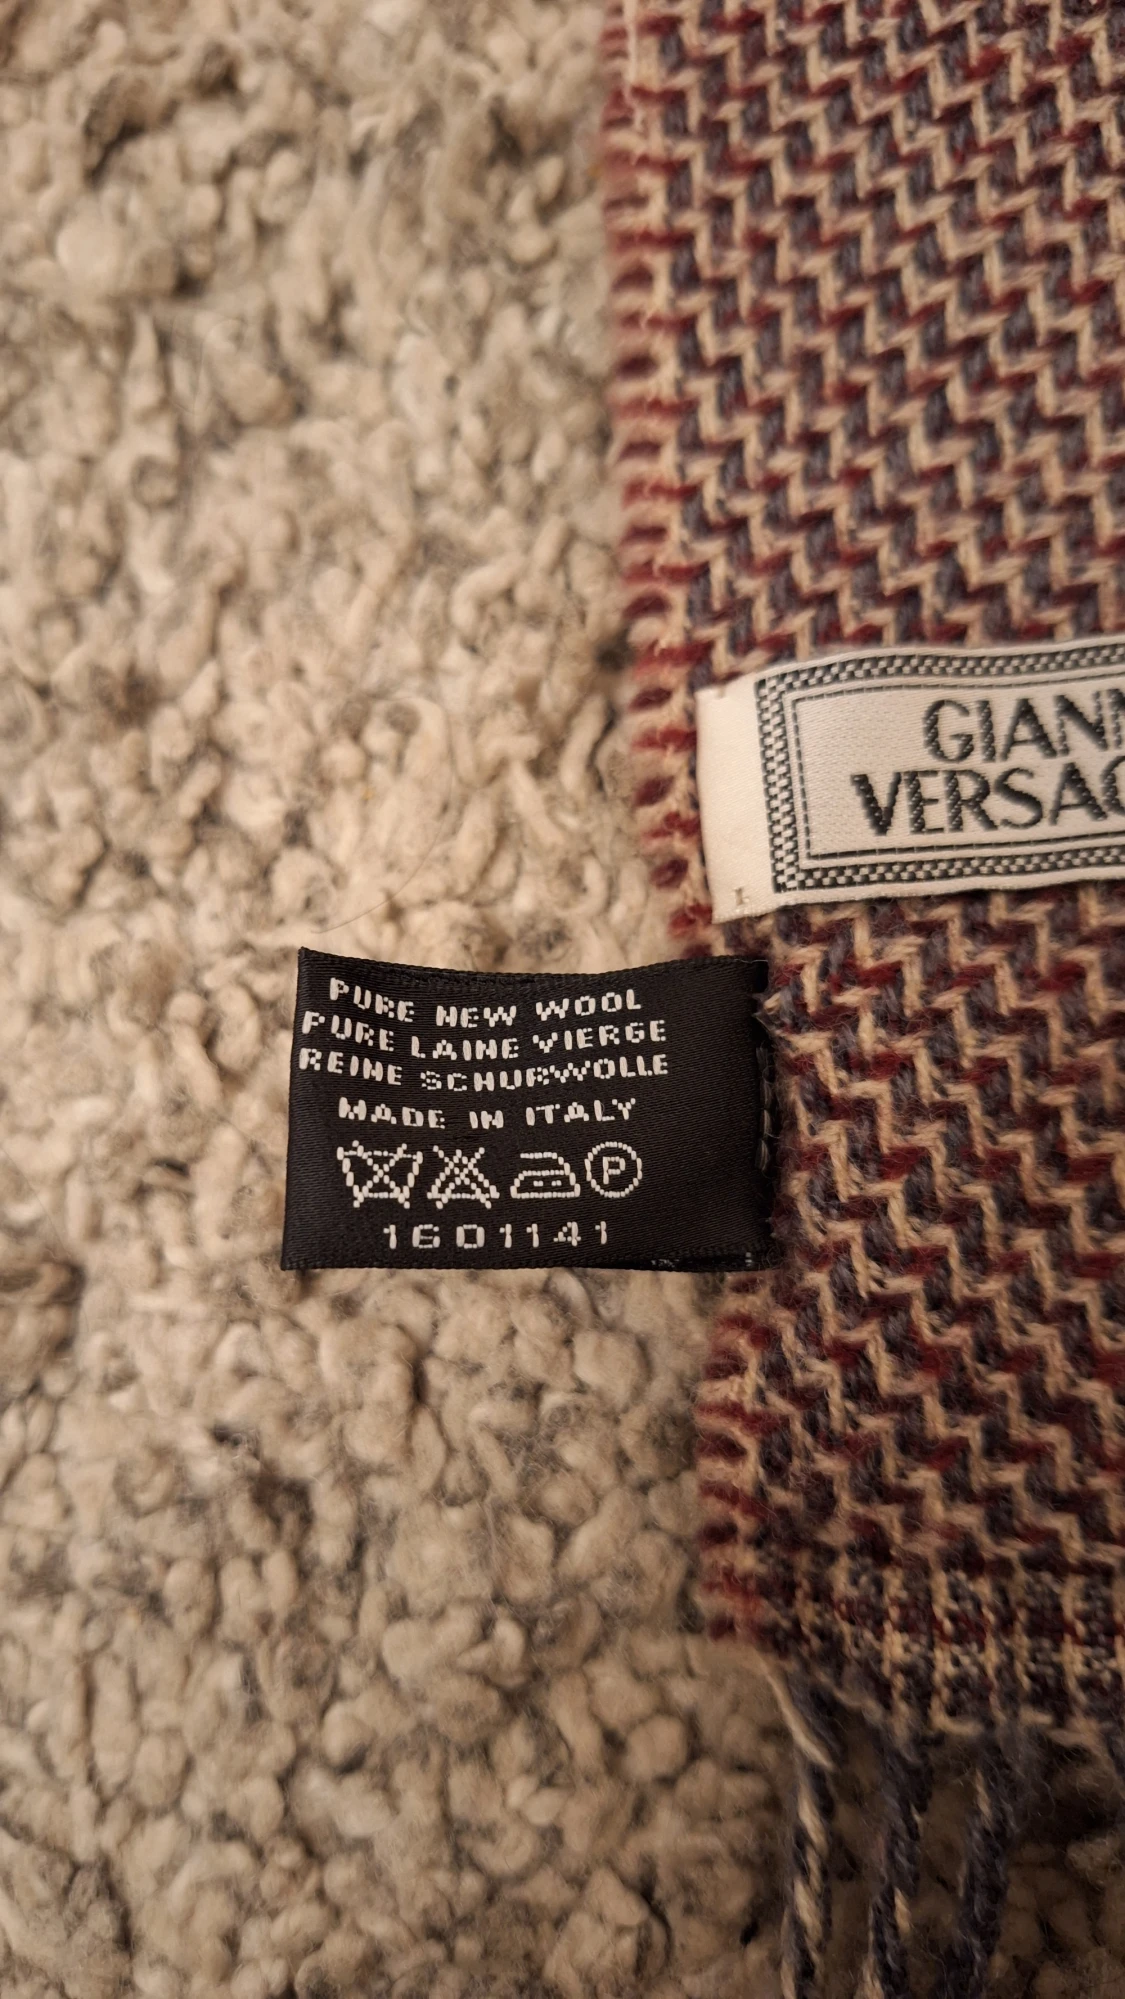 GIANN
VERSAC
PURE NEW WOOL
PURE LAINE VIERGE
REINE SCHURWOLLE
MADE IN ITALY
P
1601141